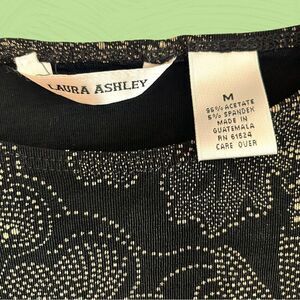 LAURA ASHLEY
M
95% ACETATE
5% SPANDEX
MADE IN
GUATEMALA
RN 61524
CARE OVER